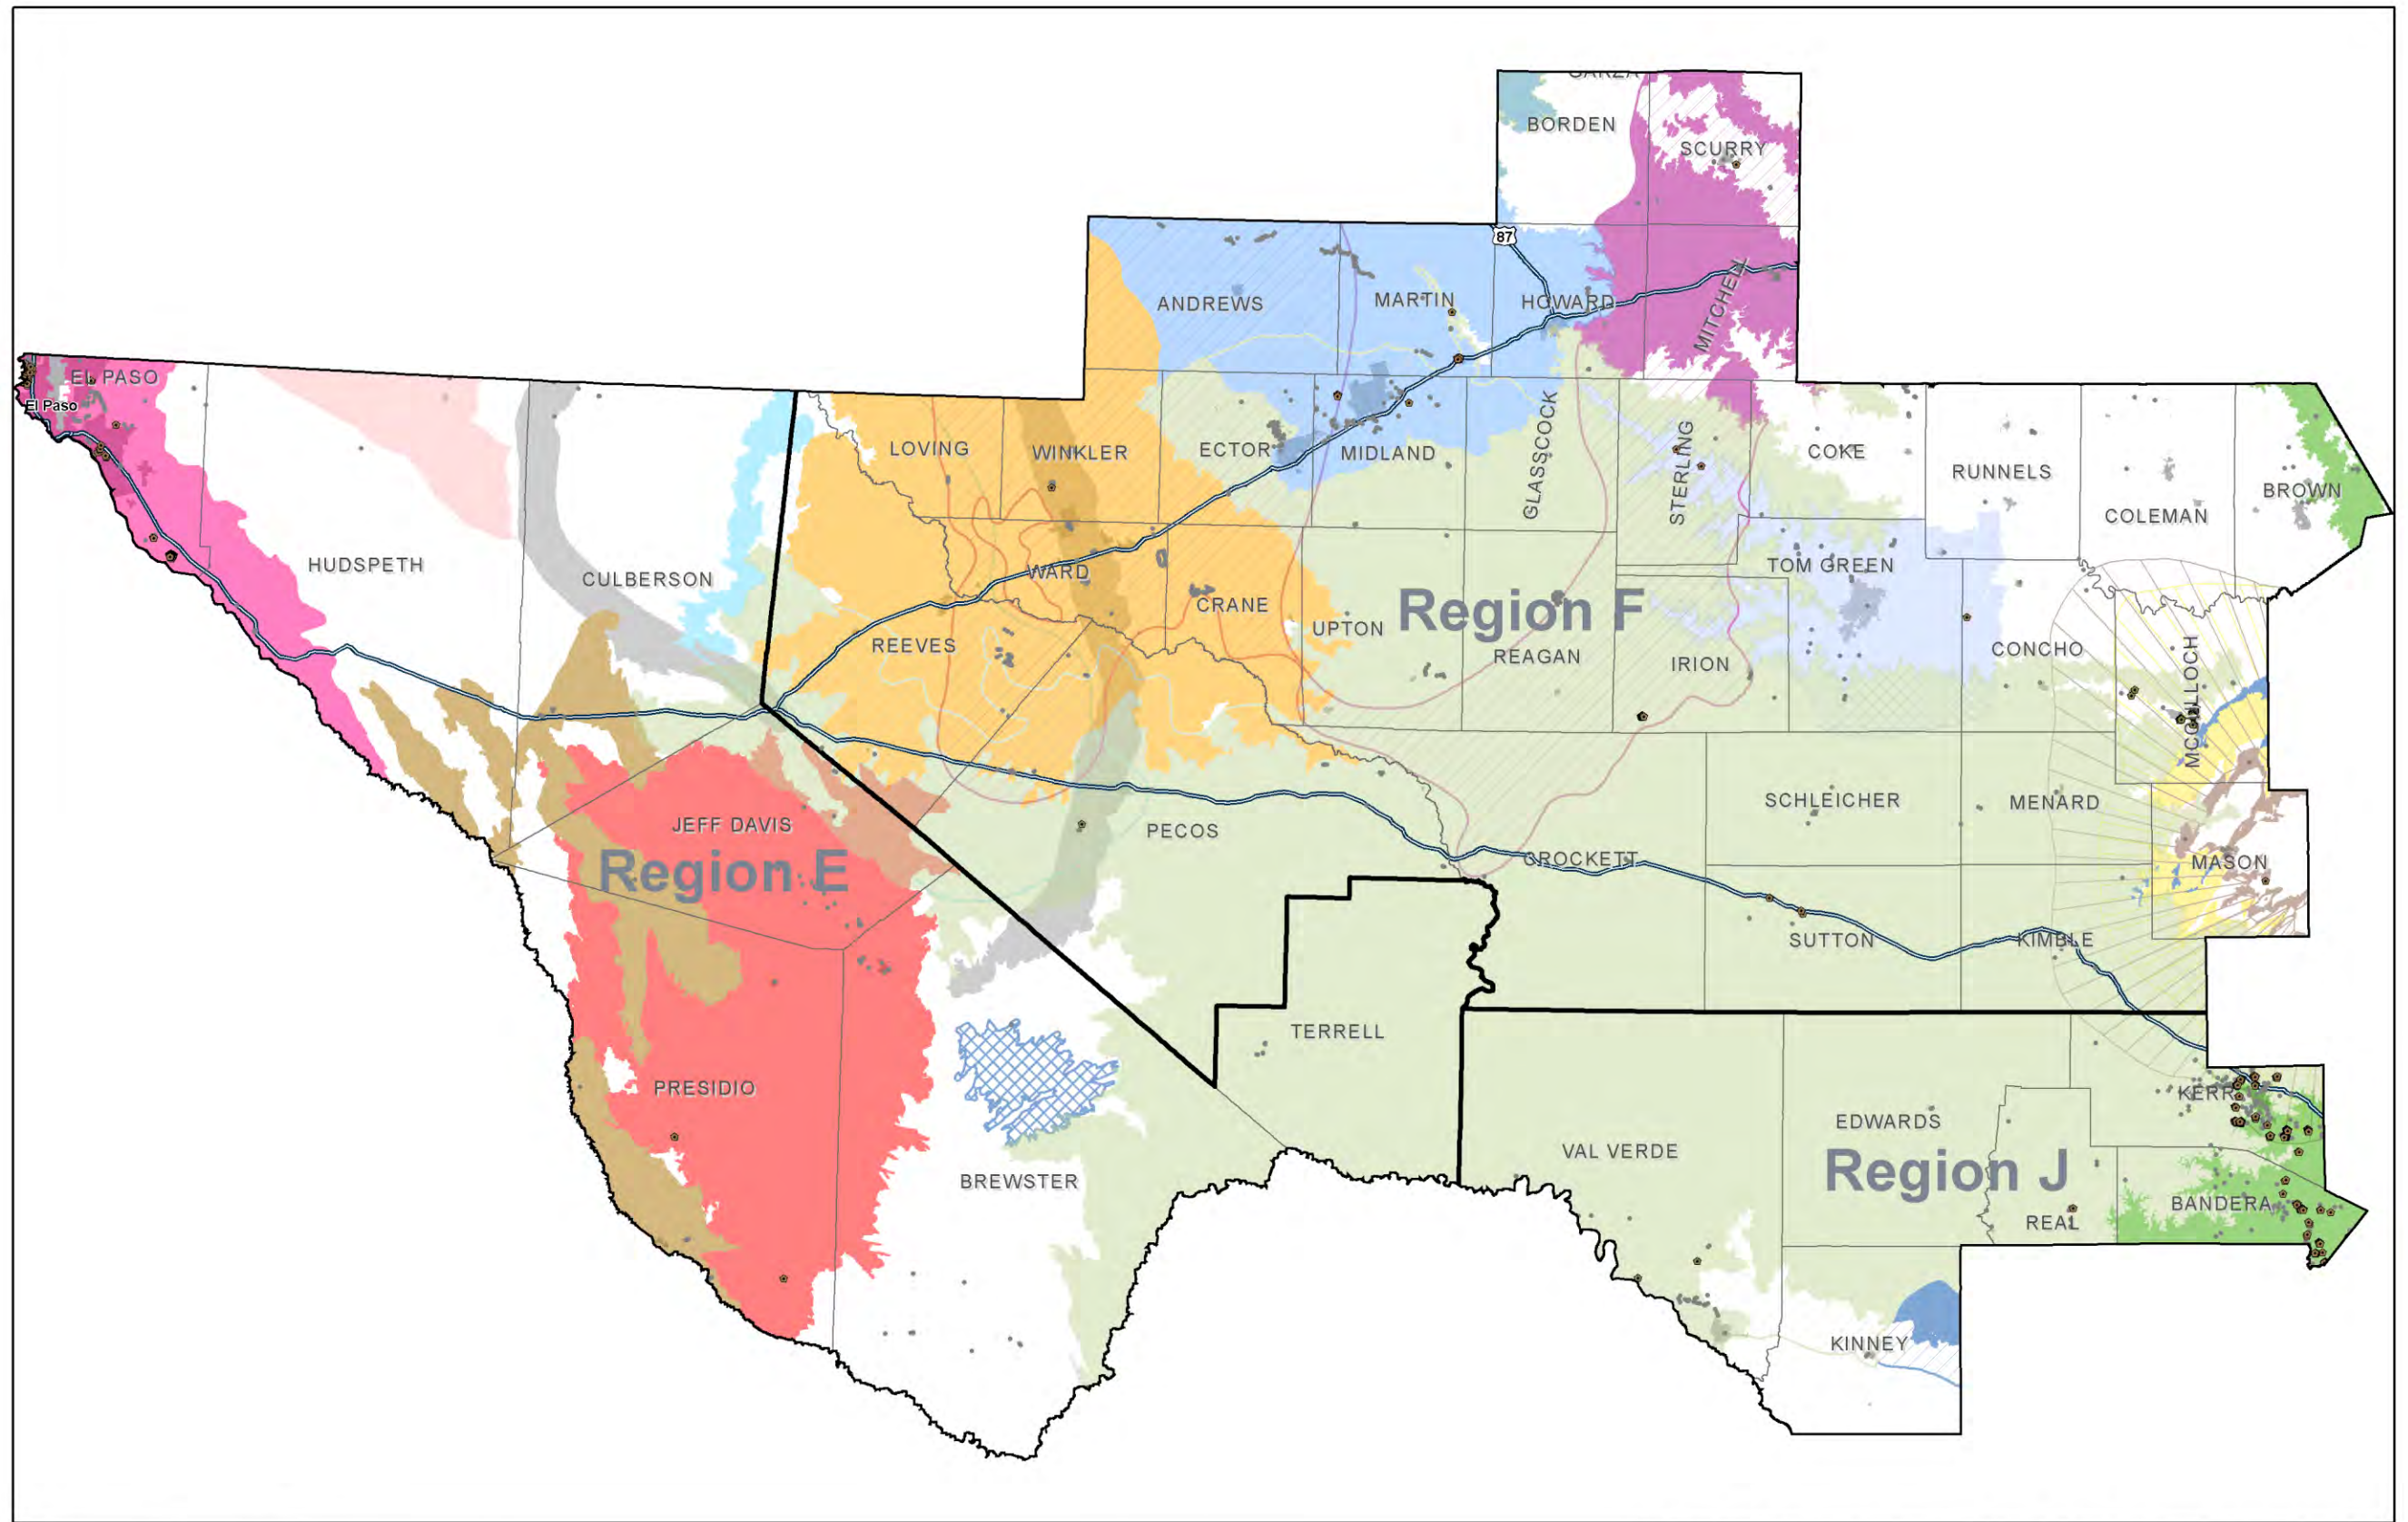 GARZA
BORDEN
SCURRY
87
ANDREWS
MARTIN
HOWARD
MITCHELL
EL PASO
El Paso
LOVING
WINKLER
ECTOR
MIDLAND
GLASSCOCK
STERLING
COKE
RUNNELS
COLEMAN
BROWN
HUDSPETH
CULBERSON
WARD
CRANE
UPTON
Region F
TOM GREEN
REEVES
REAGAN
IRION
CONCHO
MCCULLOCH
JEFF DAVIS
Region E
PECOS
CROCKETT
SCHLEICHER
MENARD
MASON
SUTTON
KIMBLE
TERRELL
PRESIDIO
BREWSTER
VAL VERDE
EDWARDS
Region J
KERR
REAL
BANDERA
KINNEY